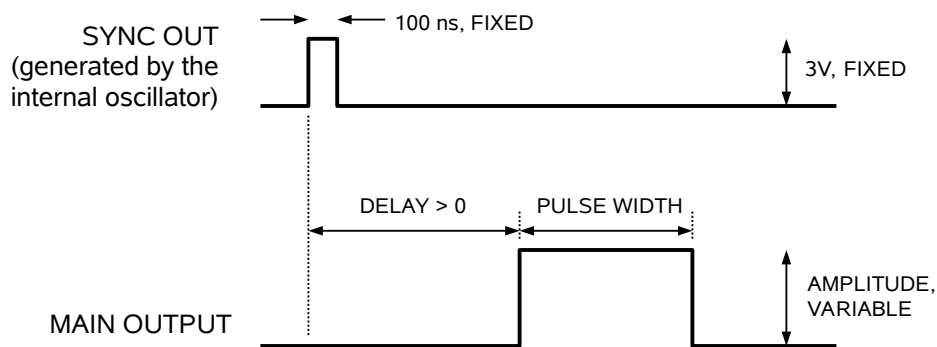 100 ns, FIXED
SYNC OUT
(generated by the
internal oscillator)
3V, FIXED
DELAY > 0
PULSE WIDTH
AMPLITUDE,
VARIABLE
MAIN OUTPUT